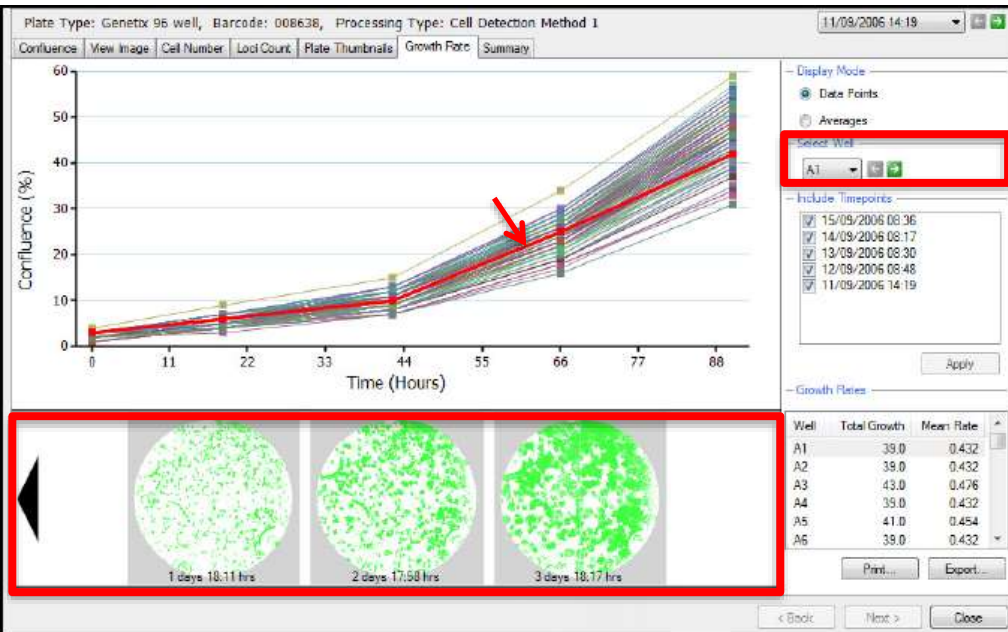 Plate Type: Genetix 96 well, Barcode: 008638, Processing Type: Cell Detection Method 1
11/09/2006 14:19
Confluence View Image Cell Number Loci Count Plate Thumbnails Growth Rate Summary
Confluence (%)
60
50
40
30
20
10
0
0 11 22 33 44 55 66 77 88
Time (Hours)
1 days 18:11 hrs 2 days 17:58 hrs 3 days 18:17 hrs
Display Mode
Data Points
Averages
Select Well
A1
Include Timepoints
15/09/2006 08:36
14/09/2006 08:17
13/09/2006 08:30
12/09/2006 08:48
11/09/2006 14:19
Apply
Growth Rates
Well Total Growth Mean Rate
A1 39.0 0.432
A2 39.0 0.432
A3 43.0 0.476
A4 39.0 0.432
A5 41.0 0.454
A6 39.0 0.432
Print... Export...
< Back Next > Close